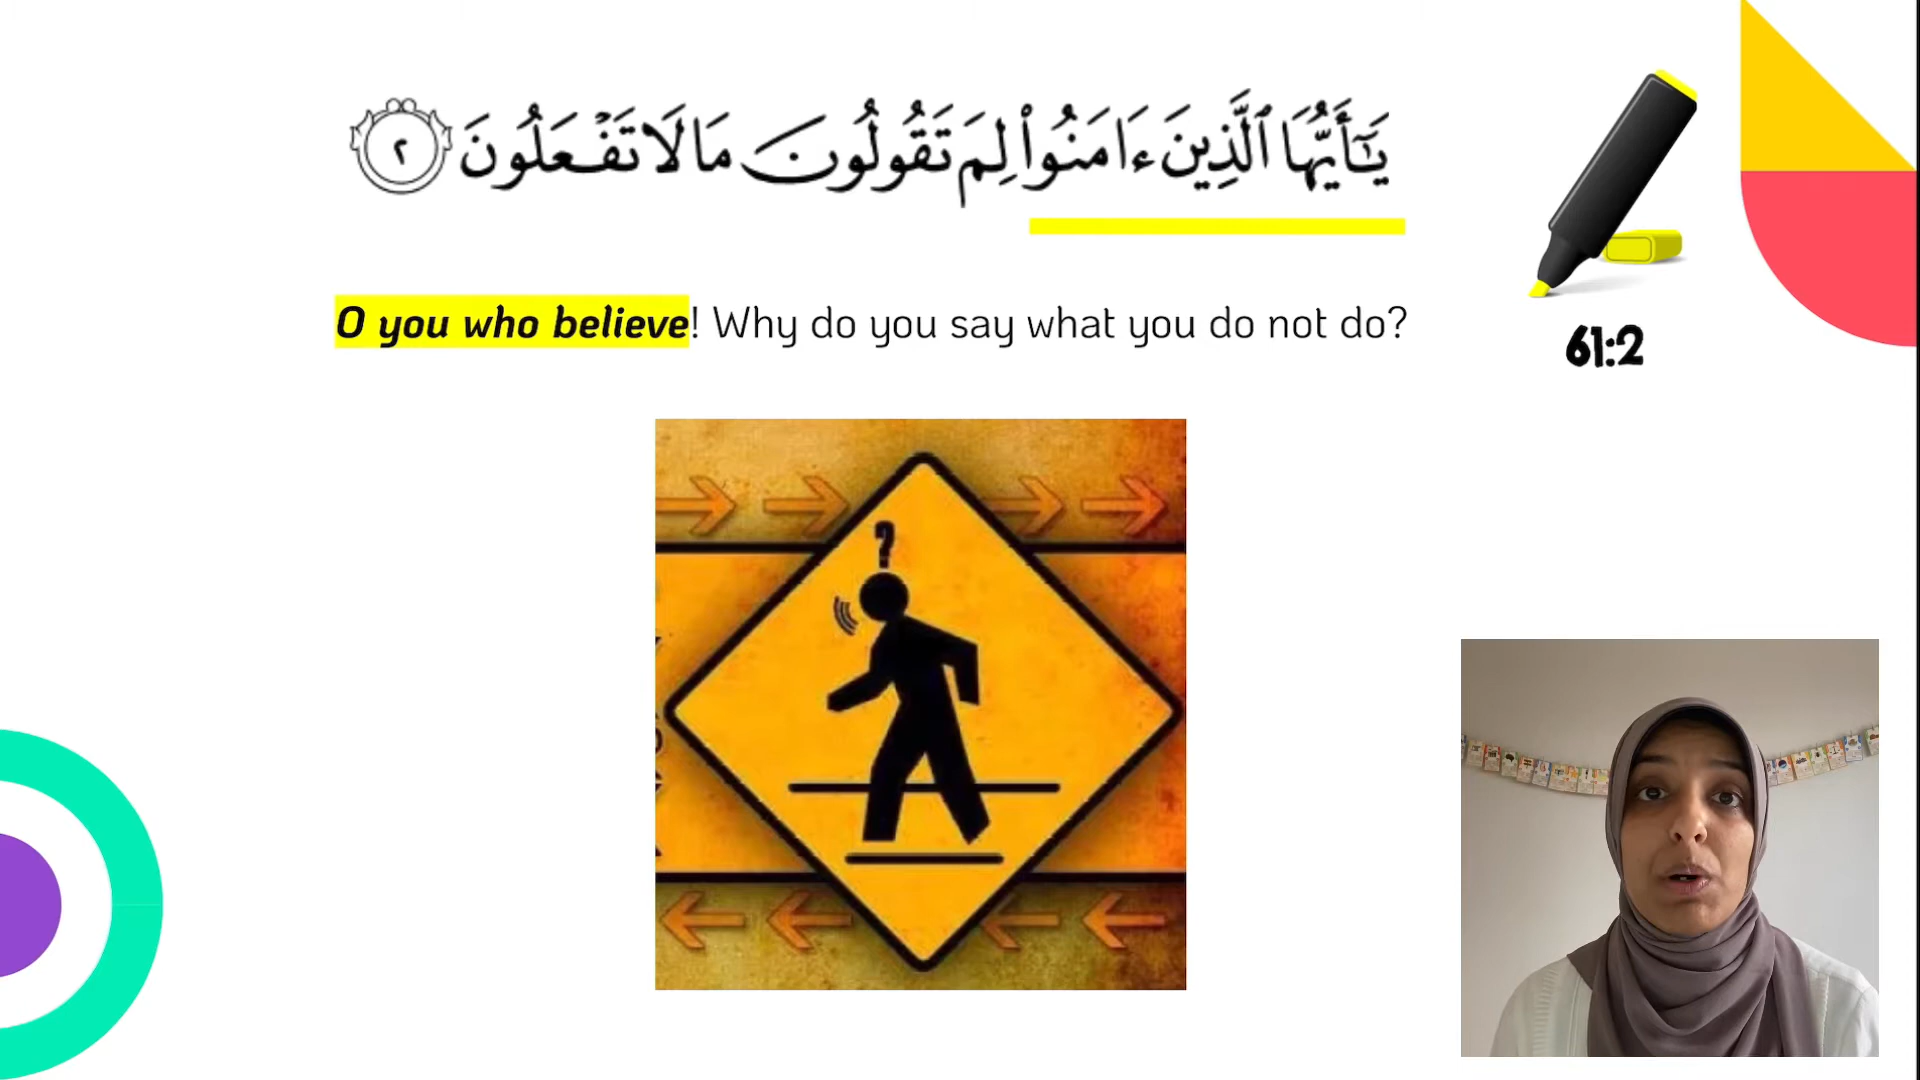 يَـٰٓأَيُّهَا ٱلَّذِينَ ءَامَنُوا۟ لِمَ تَقُولُونَ مَا لَا تَفْعَلُونَ ٢
O you who believe! Why do you say what you do not do?
61:2
?